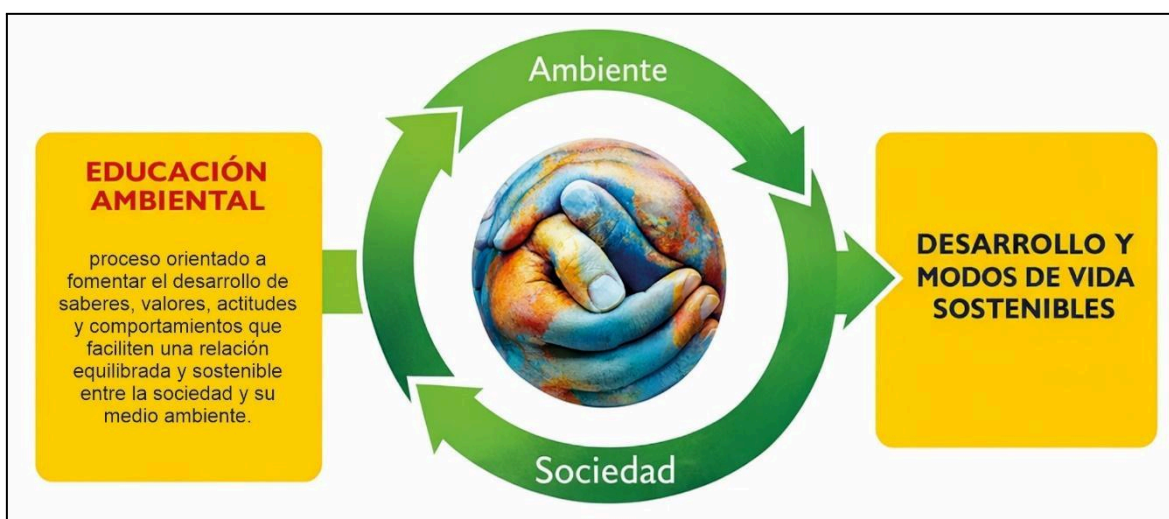 EDUCACIÓN
AMBIENTAL
proceso orientado a
fomentar el desarrollo de
saberes, valores, actitudes
y comportamientos que
faciliten una relación
equilibrada y sostenible
entre la sociedad y su
medio ambiente.
Ambiente
Sociedad
DESARROLLO Y
MODOS DE VIDA
SOSTENIBLES